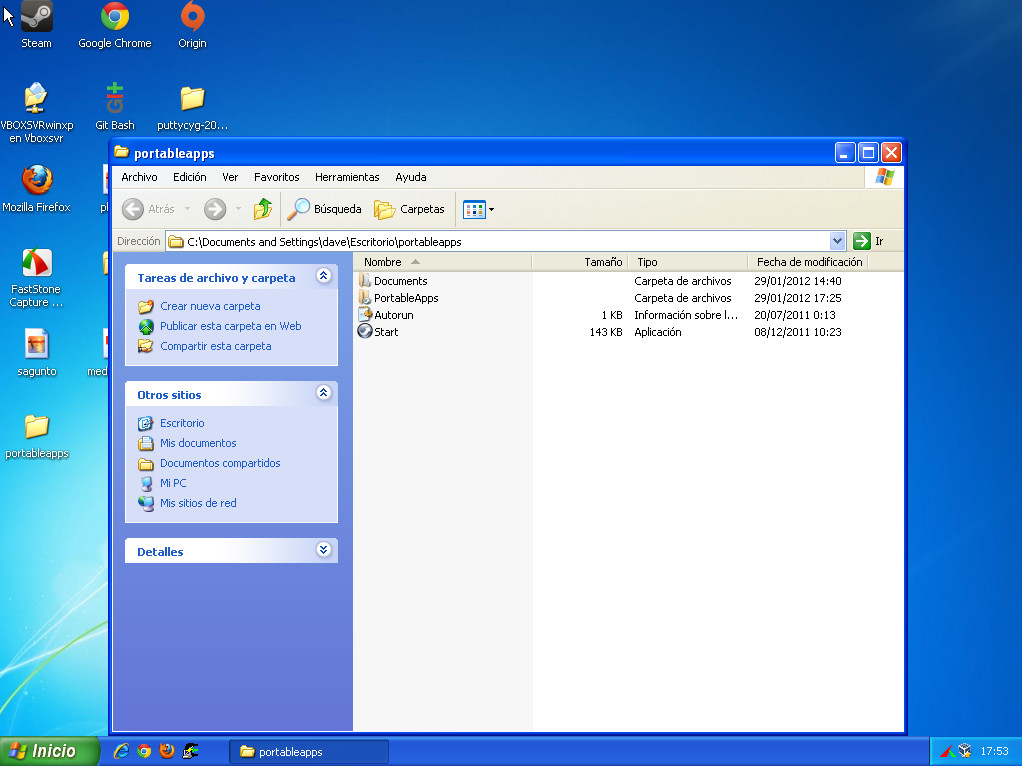 Steam
Google Chrome
Origin
VBOXSVRwinxp
en Vboxsvr
Git Bash
puttycyg-20...
Mozilla Firefox
FastStone
Capture ...
sagunto
med
portableapps
portableapps
Archivo Edición Ver Favoritos Herramientas Ayuda
Atrás Búsqueda Carpetas
Dirección C:\Documents and Settings\dave\Escritorio\portableapps Ir
Tareas de archivo y carpeta
Crear nueva carpeta
Publicar esta carpeta en Web
Compartir esta carpeta
Otros sitios
Escritorio
Mis documentos
Documentos compartidos
Mi PC
Mis sitios de red
Detalles
Nombre Tamaño Tipo Fecha de modificación
Documents Carpeta de archivos 29/01/2012 14:40
PortableApps Carpeta de archivos 29/01/2012 17:25
Autorun 1 KB Información sobre l... 20/07/2011 0:13
Start 143 KB Aplicación 08/12/2011 10:23
Inicio portableapps 17:53